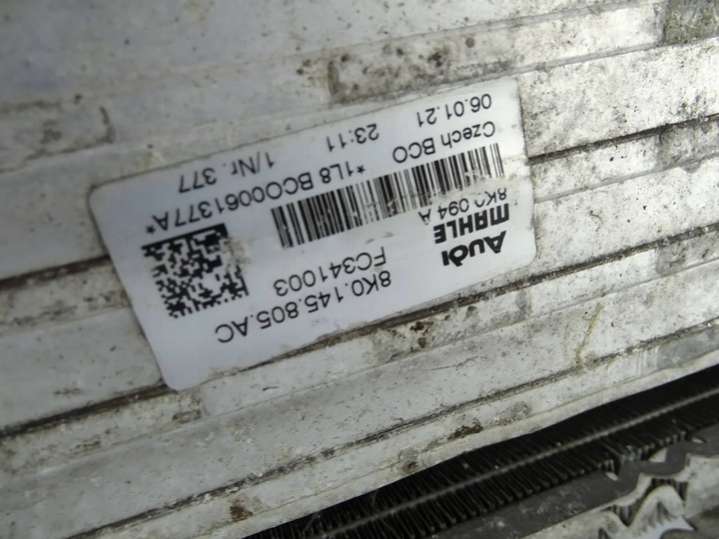 8K0.145.805.AC
Audi FC341003
MAHLE
8K0 094 A
*1L8 BCO00061377A*
Czech BCO 1/Nr. 377
06.01.21 23:11